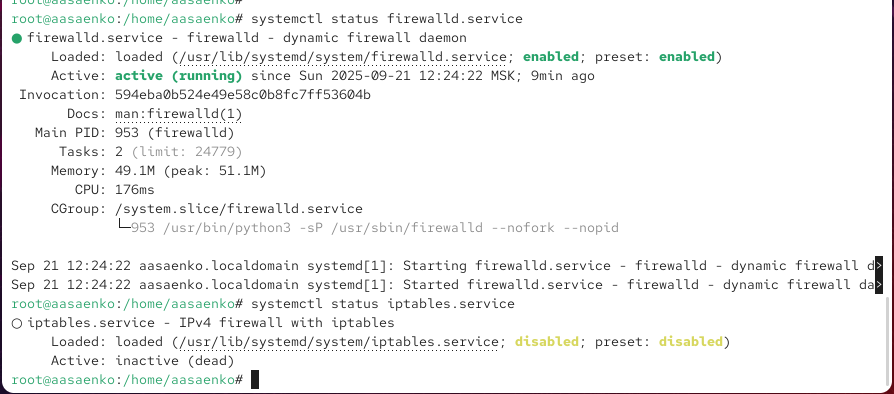 root@aasaenko:/home/aasaenko#
root@aasaenko:/home/aasaenko# systemctl status firewalld.service
● firewalld.service - firewalld - dynamic firewall daemon
     Loaded: loaded (/usr/lib/systemd/system/firewalld.service; enabled; preset: enabled)
     Active: active (running) since Sun 2025-09-21 12:24:22 MSK; 9min ago
 Invocation: 594eba0b524e49e58c0b8fc7ff53604b
       Docs: man:firewalld(1)
   Main PID: 953 (firewalld)
      Tasks: 2 (limit: 24779)
     Memory: 49.1M (peak: 51.1M)
        CPU: 176ms
     CGroup: /system.slice/firewalld.service
             └─953 /usr/bin/python3 -sP /usr/sbin/firewalld --nofork --nopid
Sep 21 12:24:22 aasaenko.localdomain systemd[1]: Starting firewalld.service - firewalld - dynamic firewall d>
Sep 21 12:24:22 aasaenko.localdomain systemd[1]: Started firewalld.service - firewalld - dynamic firewall da>
root@aasaenko:/home/aasaenko# systemctl status iptables.service
○ iptables.service - IPv4 firewall with iptables
     Loaded: loaded (/usr/lib/systemd/system/iptables.service; disabled; preset: disabled)
     Active: inactive (dead)
root@aasaenko:/home/aasaenko#